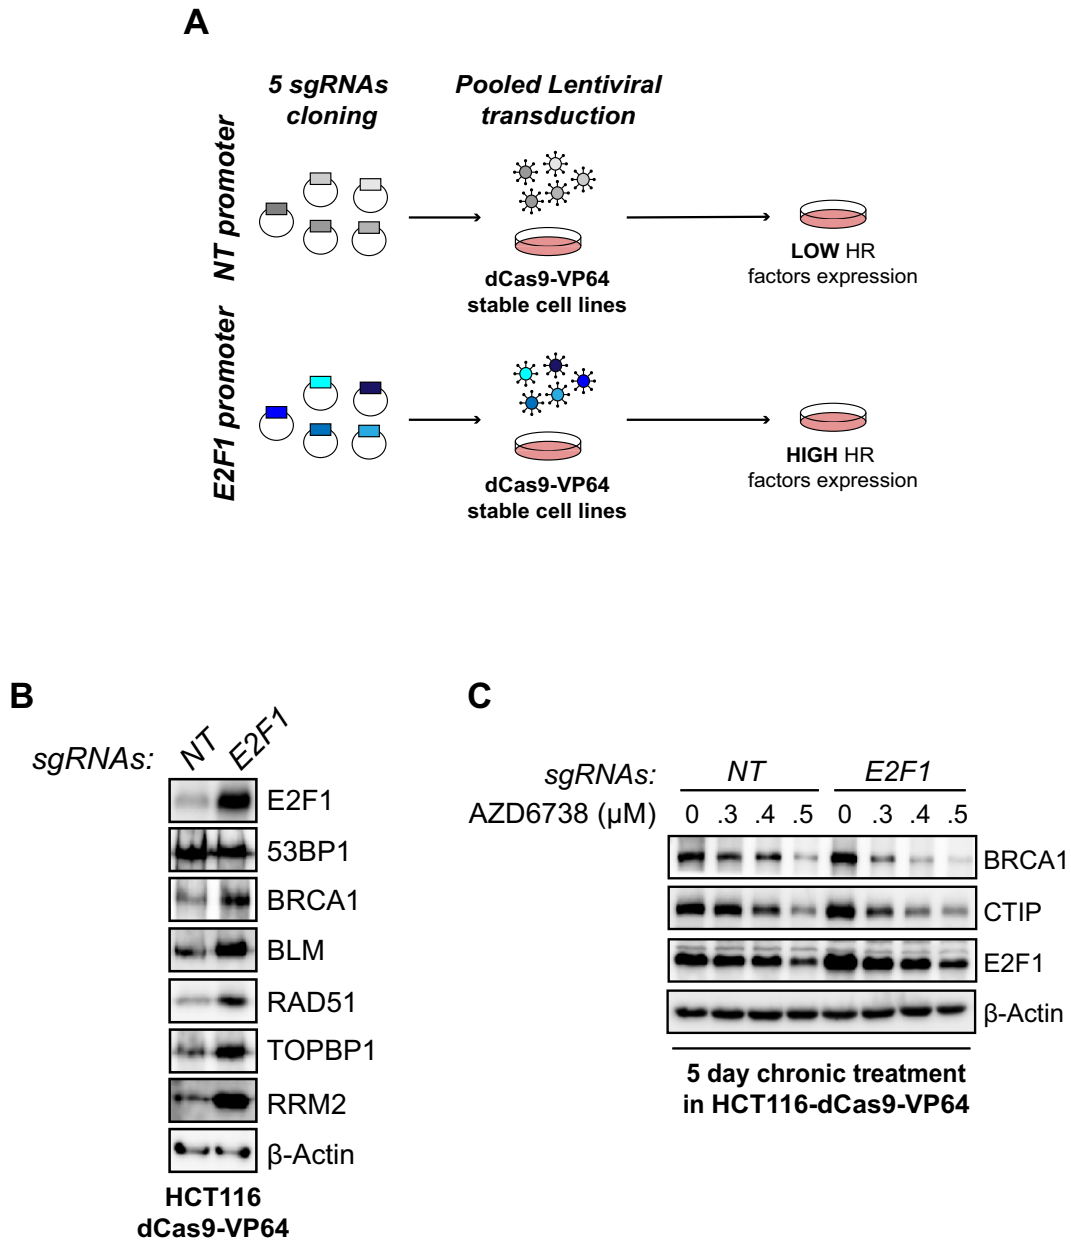 A
5 sgRNAs
cloning
Pooled Lentiviral
transduction
NT promoter
dCas9-VP64
stable cell lines
LOW HR
factors expression
E2F1 promoter
dCas9-VP64
stable cell lines
HIGH HR
factors expression
B
sgRNAs: NT E2F1
E2F1
53BP1
BRCA1
BLM
RAD51
TOPBP1
RRM2
β-Actin
HCT116
dCas9-VP64
C
sgRNAs: NT E2F1
AZD6738 (μM) 0 .3 .4 .5 0 .3 .4 .5
BRCA1
CTIP
E2F1
β-Actin
5 day chronic treatment
in HCT116-dCas9-VP64